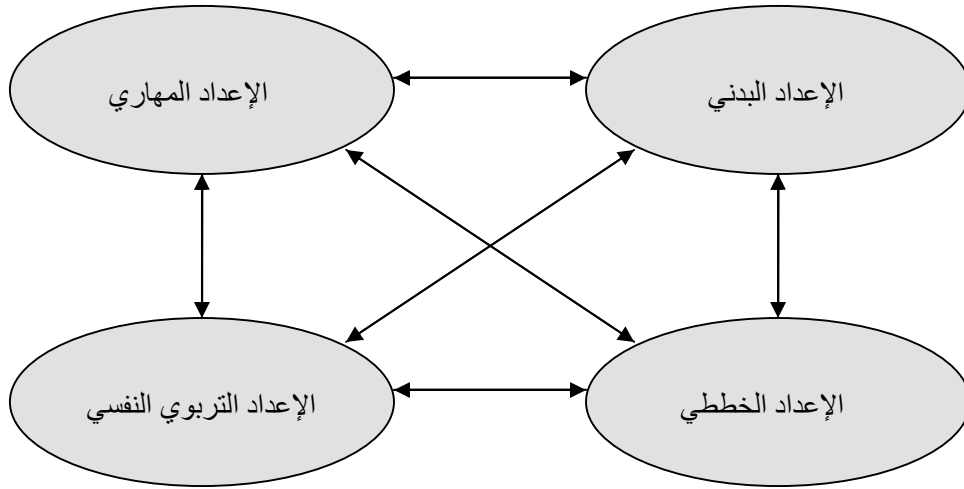 الإعداد البدني
الإعداد المهاري
الإعداد الخططي
الإعداد التربوي النفسي